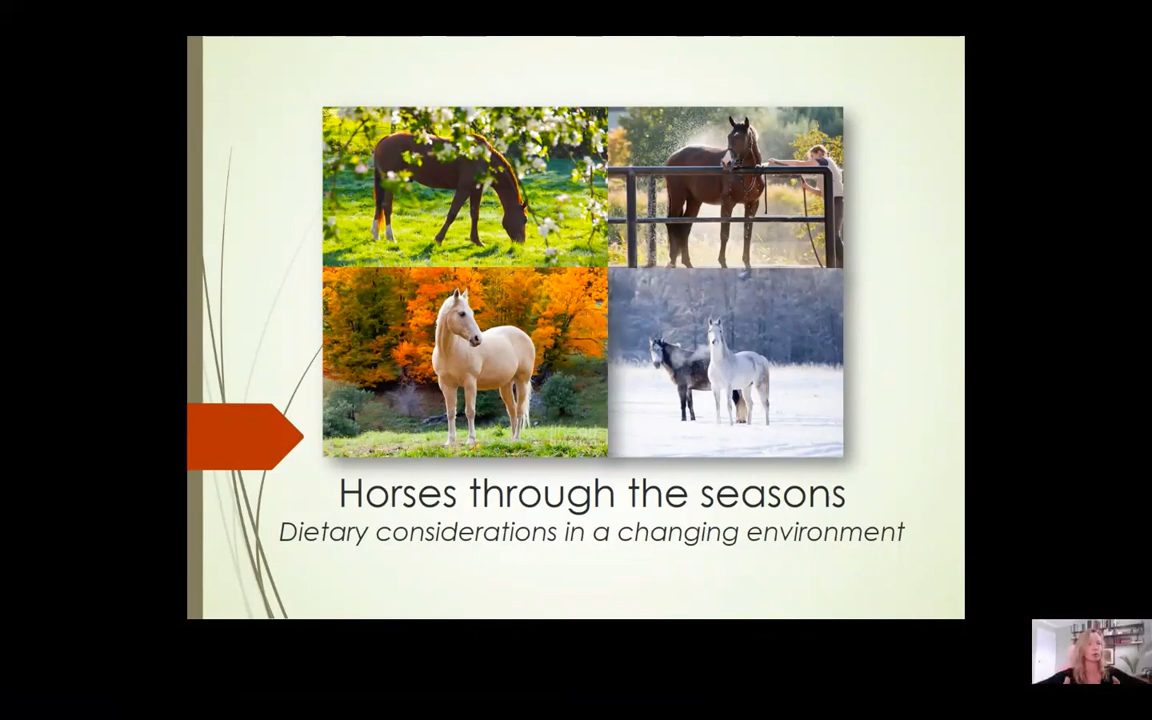 Horses through the seasons
Dietary considerations in a changing environment